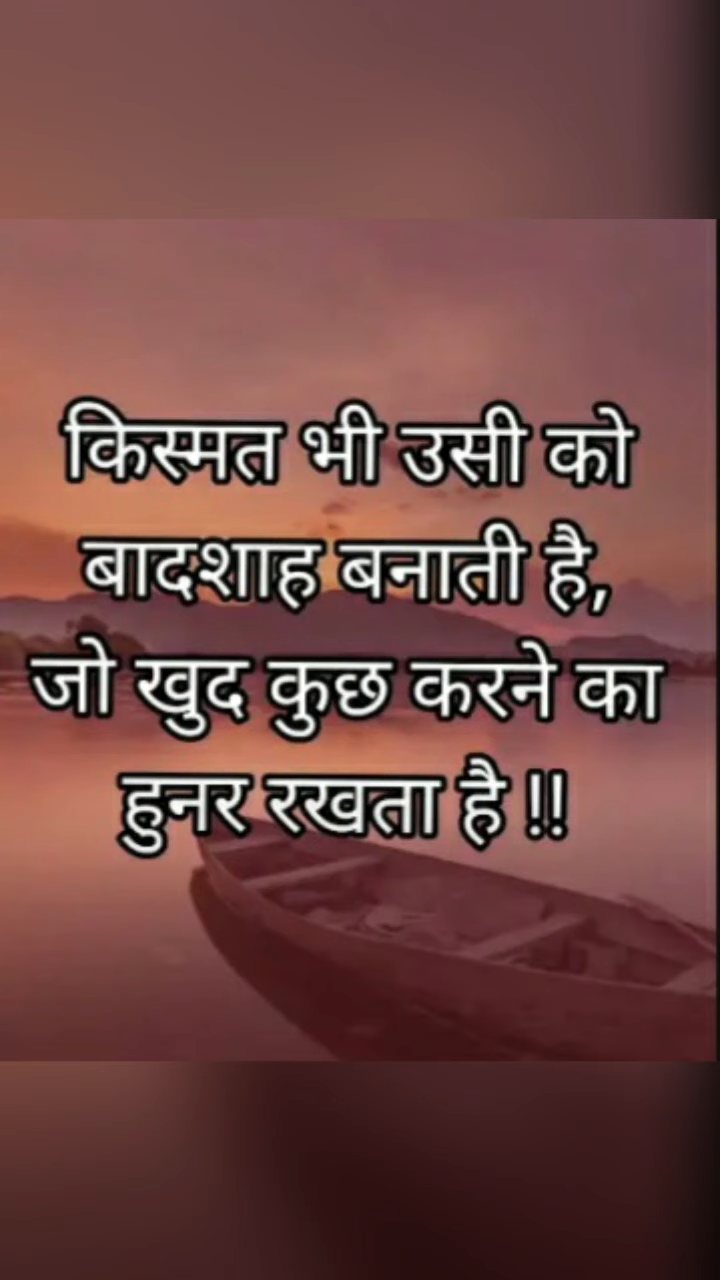 किस्मत भी उसी को
बादशाह बनाती है,
जो खुद कुछ करने का
हुनर रखता है !!